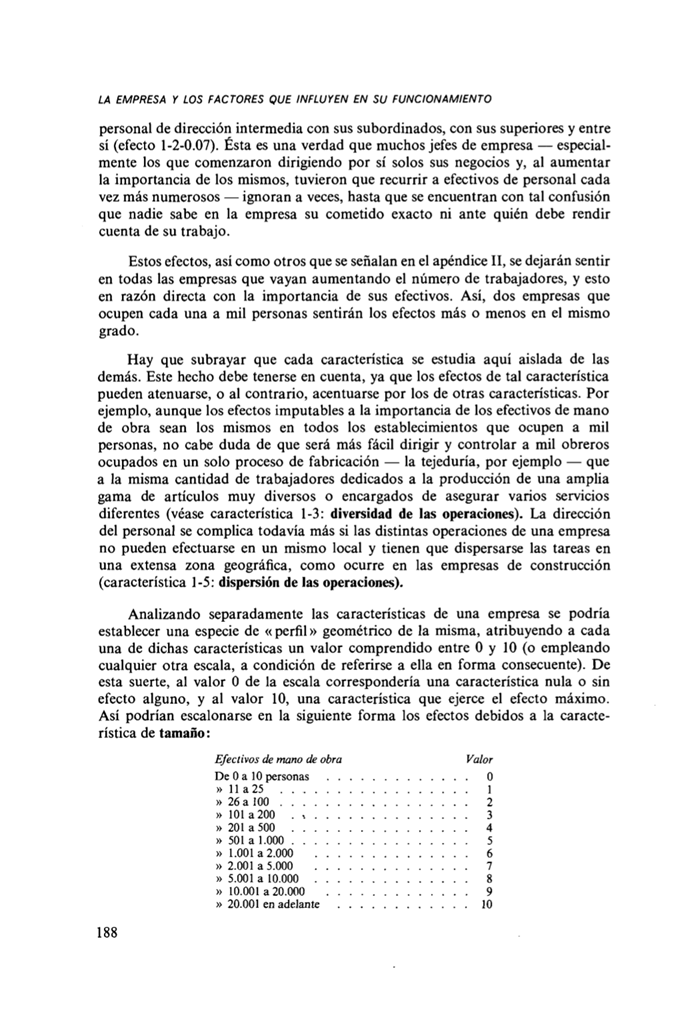 LA EMPRESA Y LOS FACTORES QUE INFLUYEN EN SU FUNCIONAMIENTO
personal de dirección intermedia con sus subordinados, con sus superiores y entre
sí (efecto 1-2-0.07). Ésta es una verdad que muchos jefes de empresa — especial-
mente los que comenzaron dirigiendo por sí solos sus negocios y, al aumentar
la importancia de los mismos, tuvieron que recurrir a efectivos de personal cada
vez más numerosos — ignoran a veces, hasta que se encuentran con tal confusión
que nadie sabe en la empresa su cometido exacto ni ante quién debe rendir
cuenta de su trabajo.
Estos efectos, así como otros que se señalan en el apéndice II, se dejarán sentir
en todas las empresas que vayan aumentando el número de trabajadores, y esto
en razón directa con la importancia de sus efectivos. Así, dos empresas que
ocupen cada una a mil personas sentirán los efectos más o menos en el mismo
grado.
Hay que subrayar que cada característica se estudia aquí aislada de las
demás. Este hecho debe tenerse en cuenta, ya que los efectos de tal característica
pueden atenuarse, o al contrario, acentuarse por los de otras características. Por
ejemplo, aunque los efectos imputables a la importancia de los efectivos de mano
de obra sean los mismos en todos los establecimientos que ocupen a mil
personas, no cabe duda de que será más fácil dirigir y controlar a mil obreros
ocupados en un solo proceso de fabricación — la tejeduría, por ejemplo — que
a la misma cantidad de trabajadores dedicados a la producción de una amplia
gama de artículos muy diversos o encargados de asegurar varios servicios
diferentes (véase característica 1-3: diversidad de las operaciones). La dirección
del personal se complica todavía más si las distintas operaciones de una empresa
no pueden efectuarse en un mismo local y tienen que dispersarse las tareas en
una extensa zona geográfica, como ocurre en las empresas de construcción
(característica 1-5: dispersión de las operaciones).
Analizando separadamente las características de una empresa se podría
establecer una especie de «perfil» geométrico de la misma, atribuyendo a cada
una de dichas características un valor comprendido entre 0 y 10 (o empleando
cualquier otra escala, a condición de referirse a ella en forma consecuente). De
esta suerte, al valor 0 de la escala correspondería una característica nula o sin
efecto alguno, y al valor 10, una característica que ejerce el efecto máximo.
Así podrían escalonarse en la siguiente forma los efectos debidos a la caracte-
rística de tamaño:
Efectivos de mano de obra Valor
De 0 a 10 personas . . . . . . . . . . . . . 0
» 11 a 25 . . . . . . . . . . . . . . . . . 1
» 26 a 100 . . . . . . . . . . . . . . . . . 2
» 101 a 200 . . . . . . . . . . . . . . . . 3
» 201 a 500 . . . . . . . . . . . . . . . . 4
» 501 a 1.000 . . . . . . . . . . . . . . . . 5
» 1.001 a 2.000 . . . . . . . . . . . . . . 6
» 2.001 a 5.000 . . . . . . . . . . . . . . 7
» 5.001 a 10.000 . . . . . . . . . . . . . . 8
» 10.001 a 20.000 . . . . . . . . . . . . . 9
» 20.001 en adelante . . . . . . . . . . . . 10
188